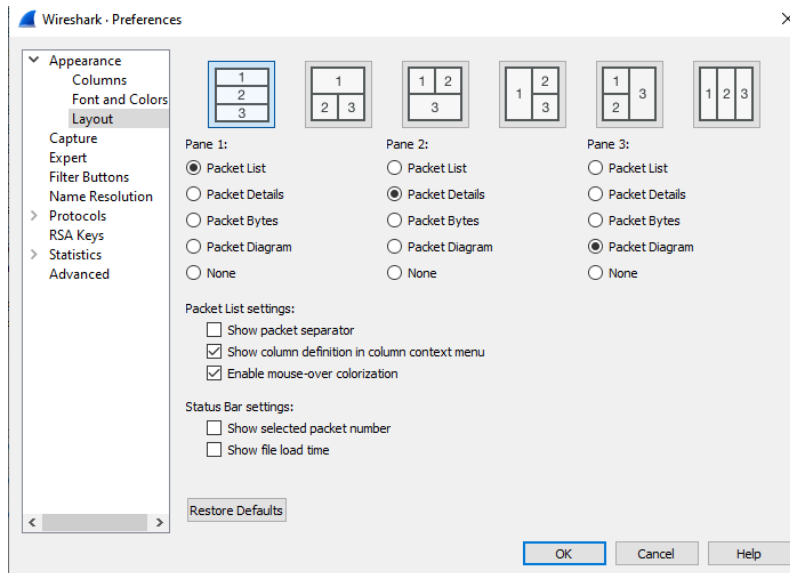 Wireshark · Preferences
Appearance
Columns
Font and Colors
Layout
Capture
Expert
Filter Buttons
Name Resolution
Protocols
RSA Keys
Statistics
Advanced
1
2
3
1
2 3
1 2
3
1 2
3
1 3
2
1 2 3
Pane 1: Pane 2: Pane 3:
Packet List Packet List Packet List
Packet Details Packet Details Packet Details
Packet Bytes Packet Bytes Packet Bytes
Packet Diagram Packet Diagram Packet Diagram
None None None
Packet List settings:
Show packet separator
Show column definition in column context menu
Enable mouse-over colorization
Status Bar settings:
Show selected packet number
Show file load time
Restore Defaults
OK Cancel Help